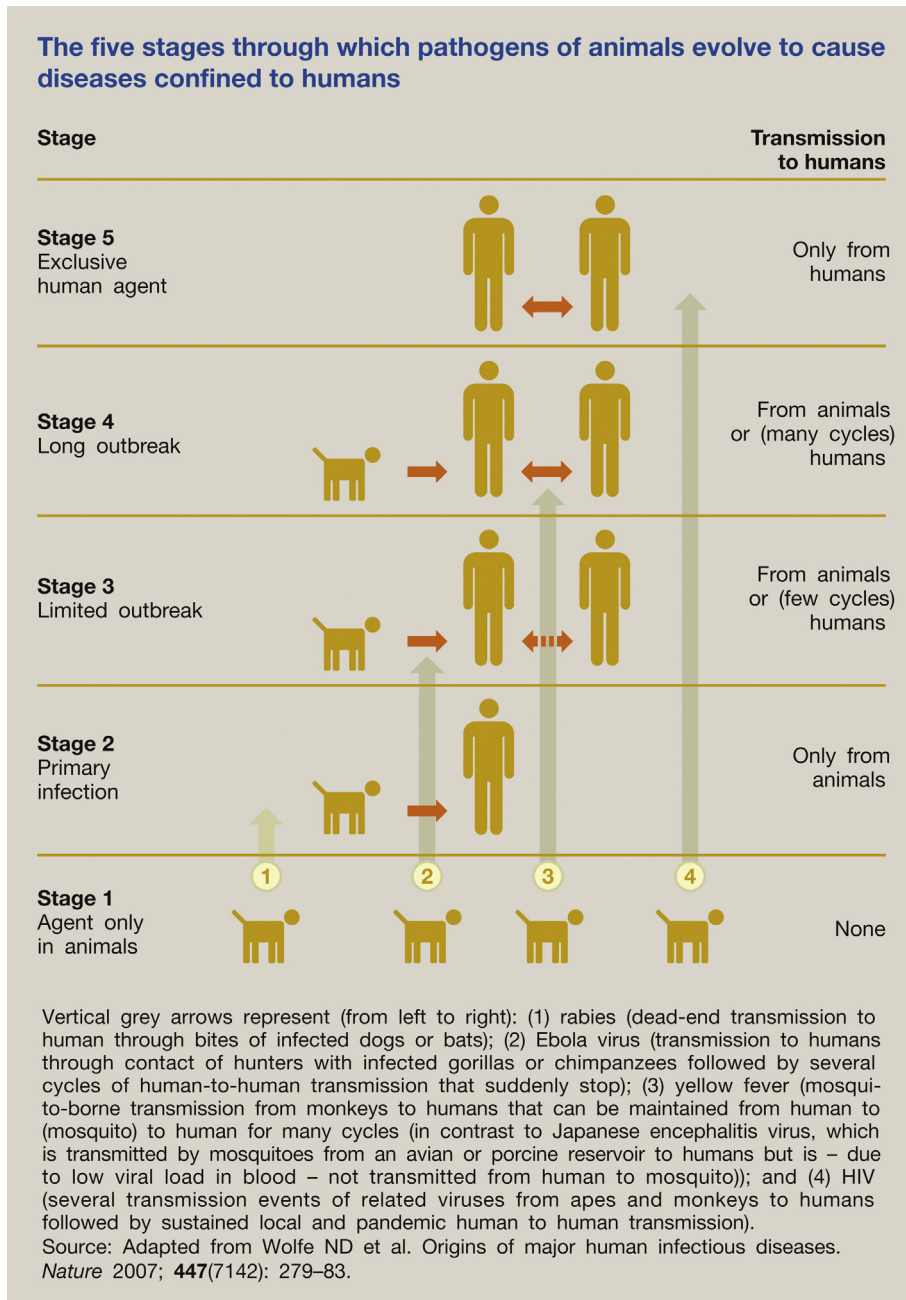 The five stages through which pathogens of animals evolve to cause
diseases confined to humans
Stage
Transmission
to humans
Stage 5
Exclusive
human agent
Only from
humans
Stage 4
Long outbreak
From animals
or (many cycles)
humans
Stage 3
Limited outbreak
From animals
or (few cycles)
humans
Stage 2
Primary
infection
Only from
animals
1
2
3
4
Stage 1
Agent only
in animals
None
Vertical grey arrows represent (from left to right): (1) rabies (dead-end transmission to
human through bites of infected dogs or bats); (2) Ebola virus (transmission to humans
through contact of hunters with infected gorillas or chimpanzees followed by several
cycles of human-to-human transmission that suddenly stop); (3) yellow fever (mosqui-
to-borne transmission from monkeys to humans that can be maintained from human to
(mosquito) to human for many cycles (in contrast to Japanese encephalitis virus, which
is transmitted by mosquitoes from an avian or porcine reservoir to humans but is – due
to low viral load in blood – not transmitted from human to mosquito)); and (4) HIV
(several transmission events of related viruses from apes and monkeys to humans
followed by sustained local and pandemic human to human transmission).
Source: Adapted from Wolfe ND et al. Origins of major human infectious diseases.
Nature 2007; 447(7142): 279–83.